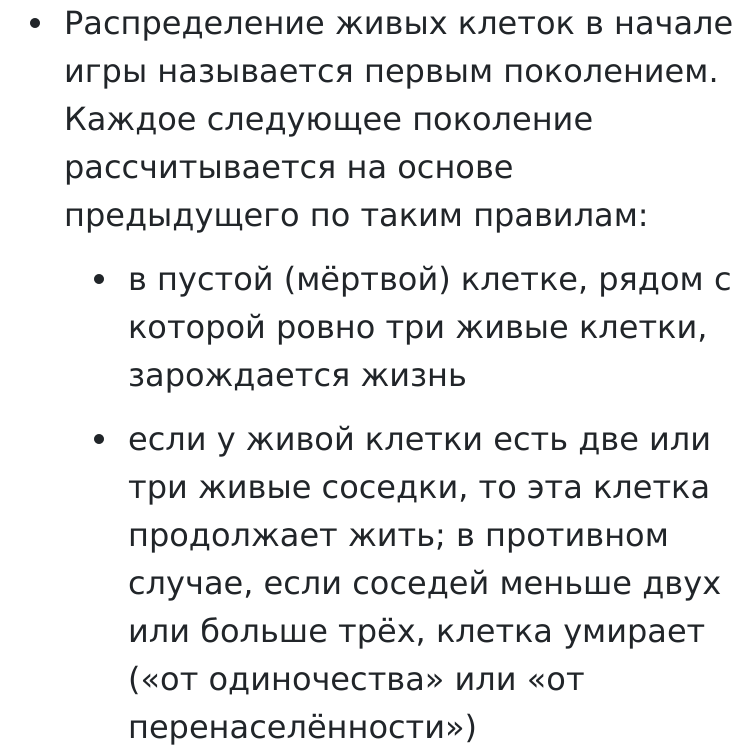 • Распределение живых клеток в начале
игры называется первым поколением.
Каждое следующее поколение
рассчитывается на основе
предыдущего по таким правилам:
• в пустой (мёртвой) клетке, рядом с
которой ровно три живые клетки,
зарождается жизнь
• если у живой клетки есть две или
три живые соседки, то эта клетка
продолжает жить; в противном
случае, если соседей меньше двух
или больше трёх, клетка умирает
(«от одиночества» или «от
перенаселённости»)